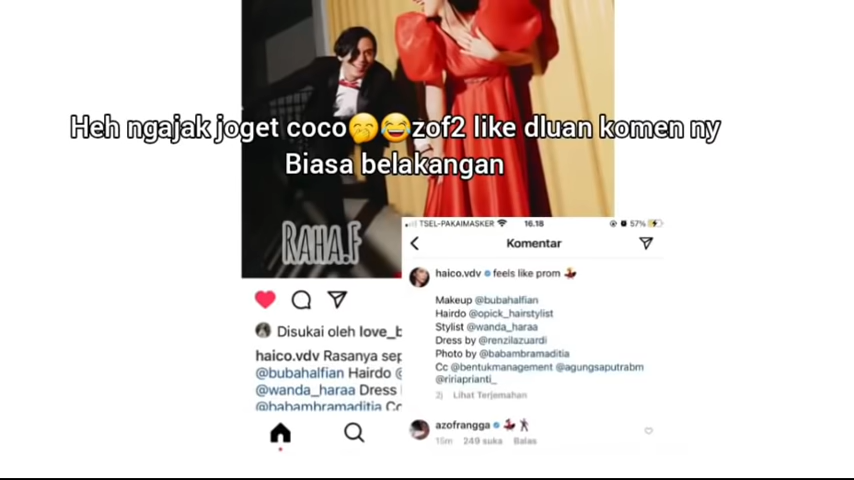 Heh ngajak joget coco🤭😂zof2 like dluan komen ny
Biasa belakangan
RAHA.F
TSEL-PAKAIMASKER 16.18 57%
Komentar
haico.vdv feels like prom 💃
Makeup @bubahalfian
Hairdo @opick_hairstylist
Stylist @wanda_haraa
Dress by @renzilazuardi
Photo by @babambramaditia
Cc @bentukmanagement @agungsaputrabm
@ririaprianti_
2j Lihat Terjemahan
azofrangga 💃🕺
15m 249 suka Balas
Disukai oleh love_b
haico.vdv Rasanya sep
@bubahalfian Hairdo @
@wanda_haraa Dress
@babambramaditia Cc